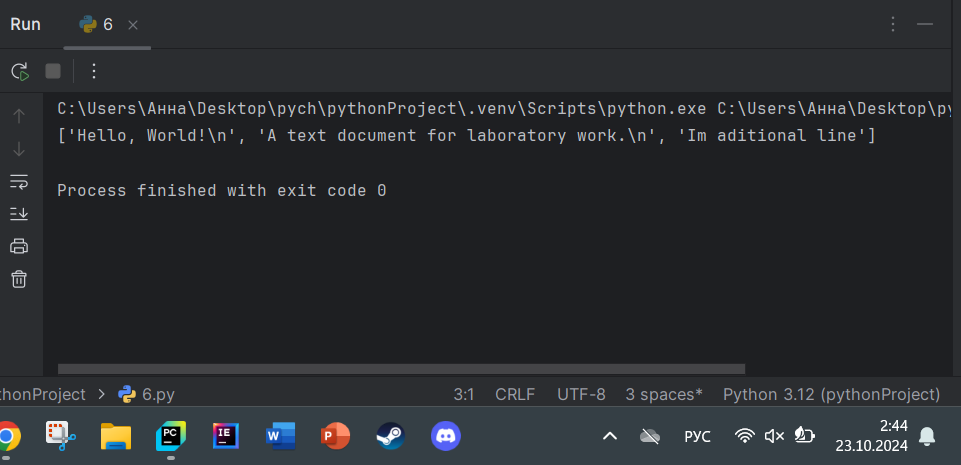 Run 6
C:\Users\Анна\Desktop\pych\pythonProject\.venv\Scripts\python.exe C:\Users\Анна\Desktop\py
['Hello, World!\n', 'A text document for laboratory work.\n', 'Im aditional line']
Process finished with exit code 0
thonProject > 6.py 3:1 CRLF UTF-8 3 spaces* Python 3.12 (pythonProject)
PC IE W P РУС 2:44
23.10.2024